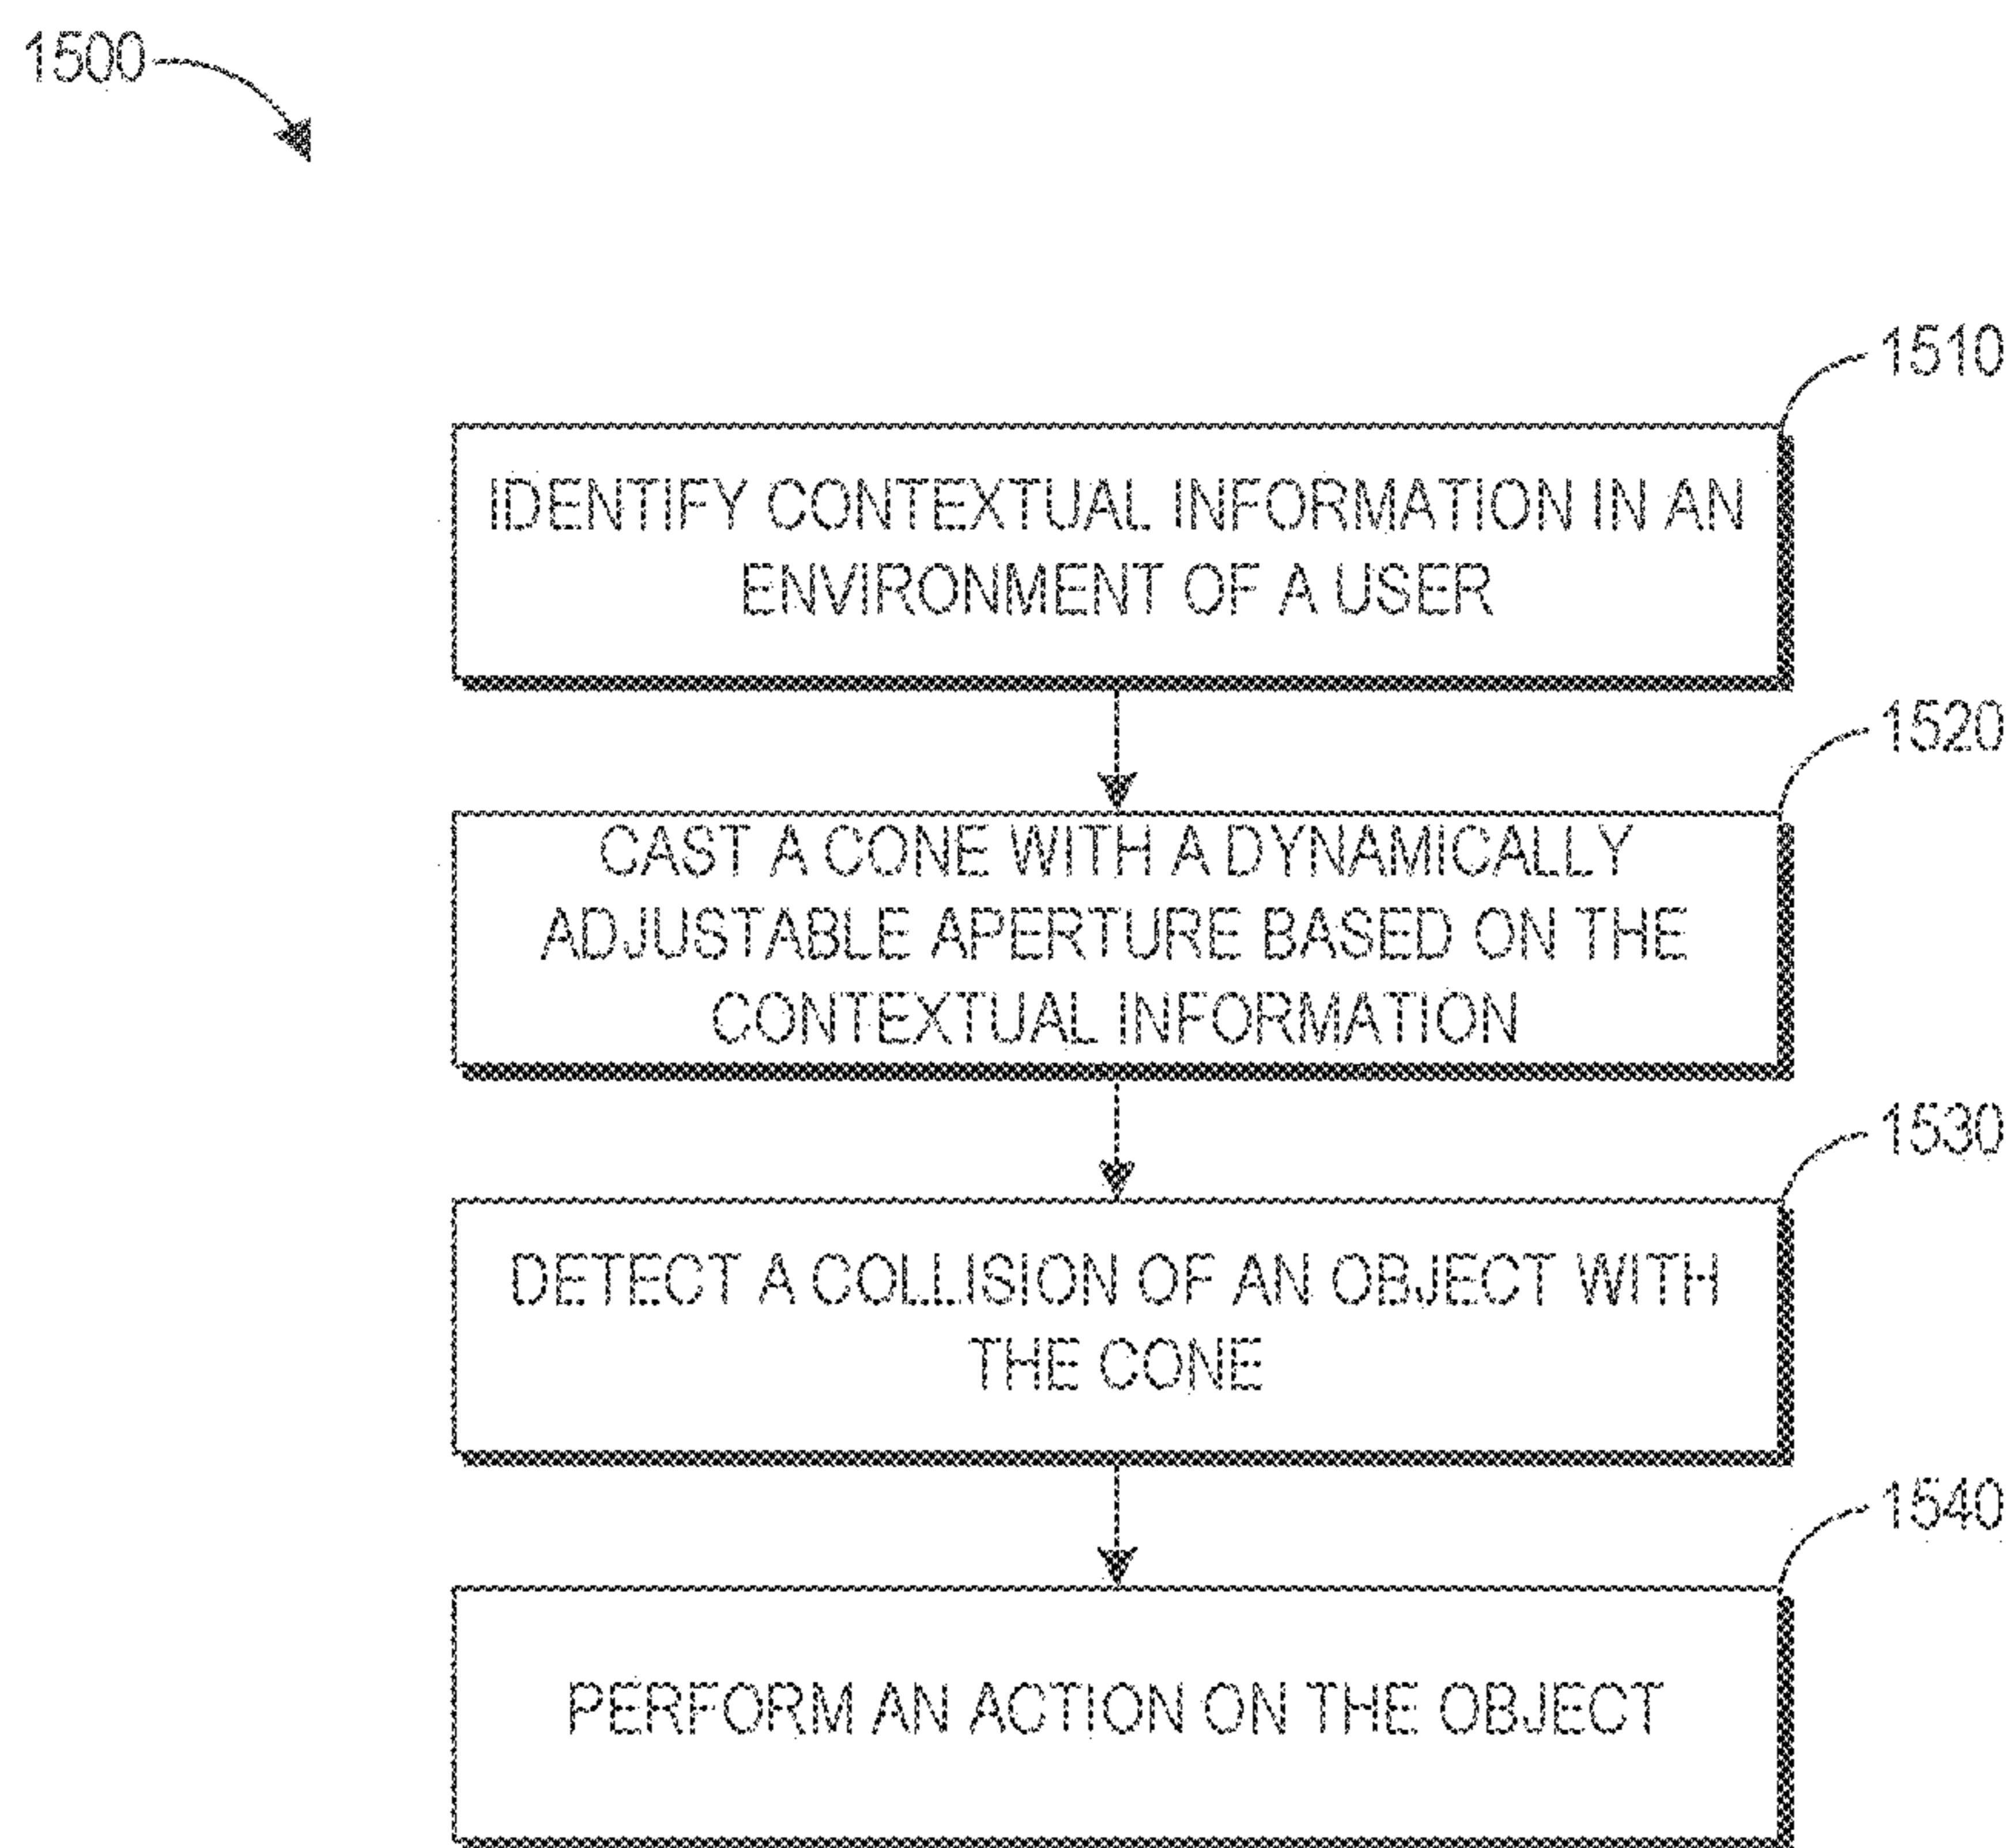 1500
1510
IDENTIFY CONTEXTUAL INFORMATION IN AN
ENVIRONMENT OF A USER
1520
CAST A CONE WITH A DYNAMICALLY
ADJUSTABLE APERTURE BASED ON THE
CONTEXTUAL INFORMATION
1530
DETECT A COLLISION OF AN OBJECT WITH
THE CONE
1540
PERFORM AN ACTION ON THE OBJECT